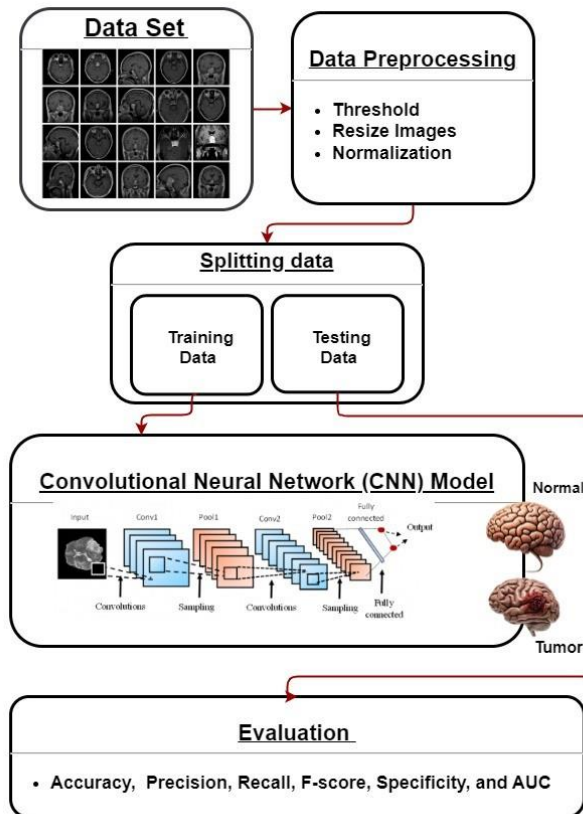 Data Set
Data Preprocessing
• Threshold
• Resize Images
• Normalization
Splitting data
Training
Data
Testing
Data
Convolutional Neural Network (CNN) Model
Input
Conv1
Pool1
Conv2
Pool2
Fully
connected
Output
Convolutions
Sampling
Convolutions
Sampling
Fully
connected
Normal
Tumor
Evaluation
• Accuracy, Precision, Recall, F-score, Specificity, and AUC